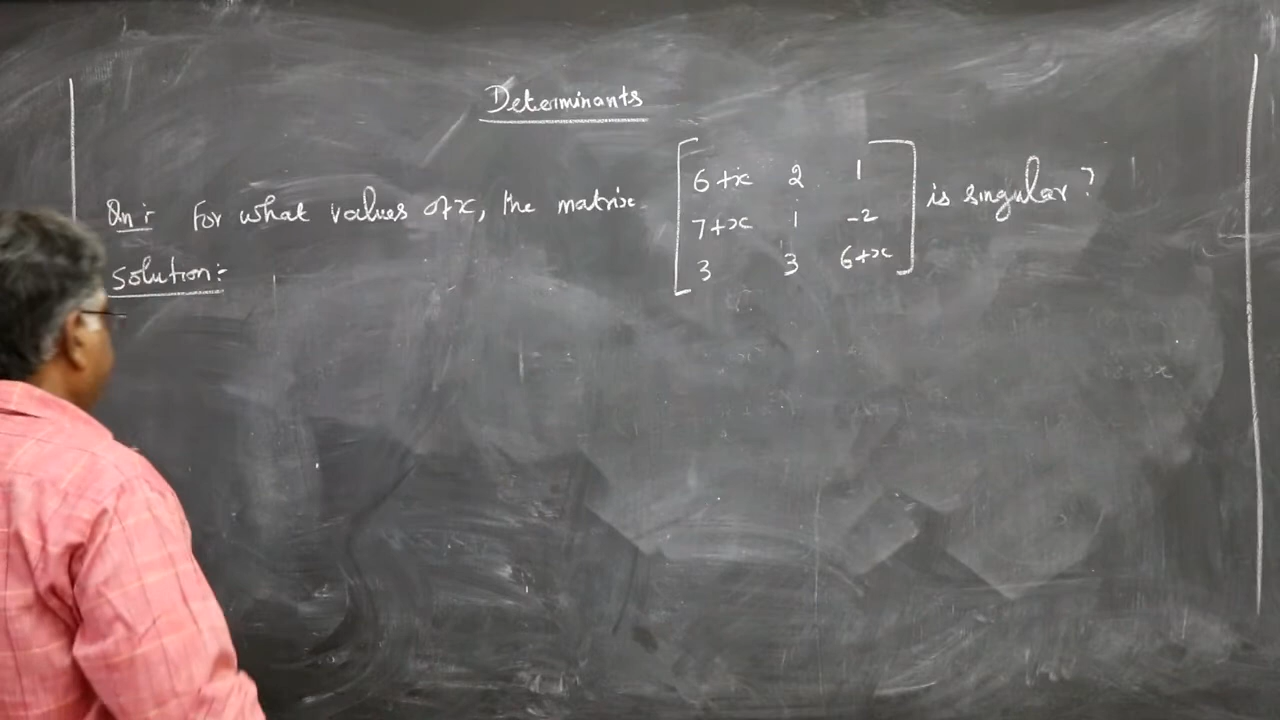 Determinants
Qn :- For what values of x, the matrix [ 6+x 2 1 is singular?
7+x 1 -2
3 3 6+x ]
Solution:-